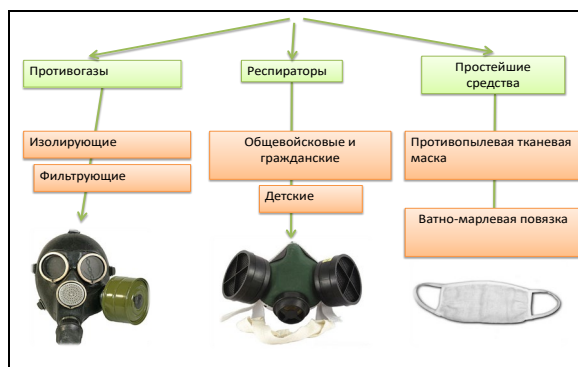 Противогазы
Изолирующие
Фильтрующие
Респираторы
Общевойсковые и
гражданские
Детские
Простейшие
средства
Противопылевая тканевая
маска
Ватно-марлевая повязка